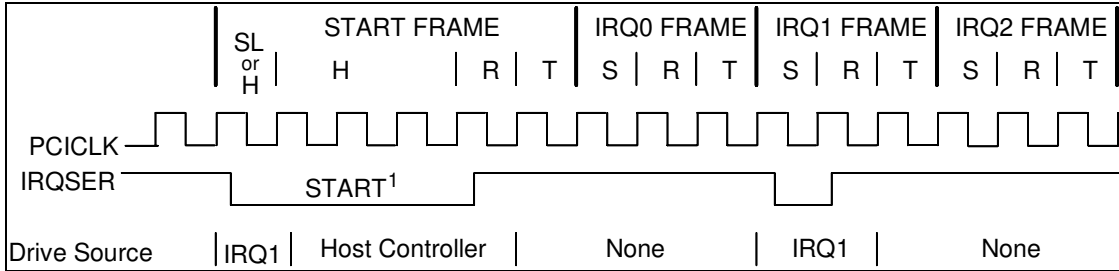 START FRAME IRQ0 FRAME IRQ1 FRAME IRQ2 FRAME
SL
or
H
H R T S R T S R T S R T
PCICLK
IRQSER
START1
Drive Source IRQ1 Host Controller None IRQ1 None